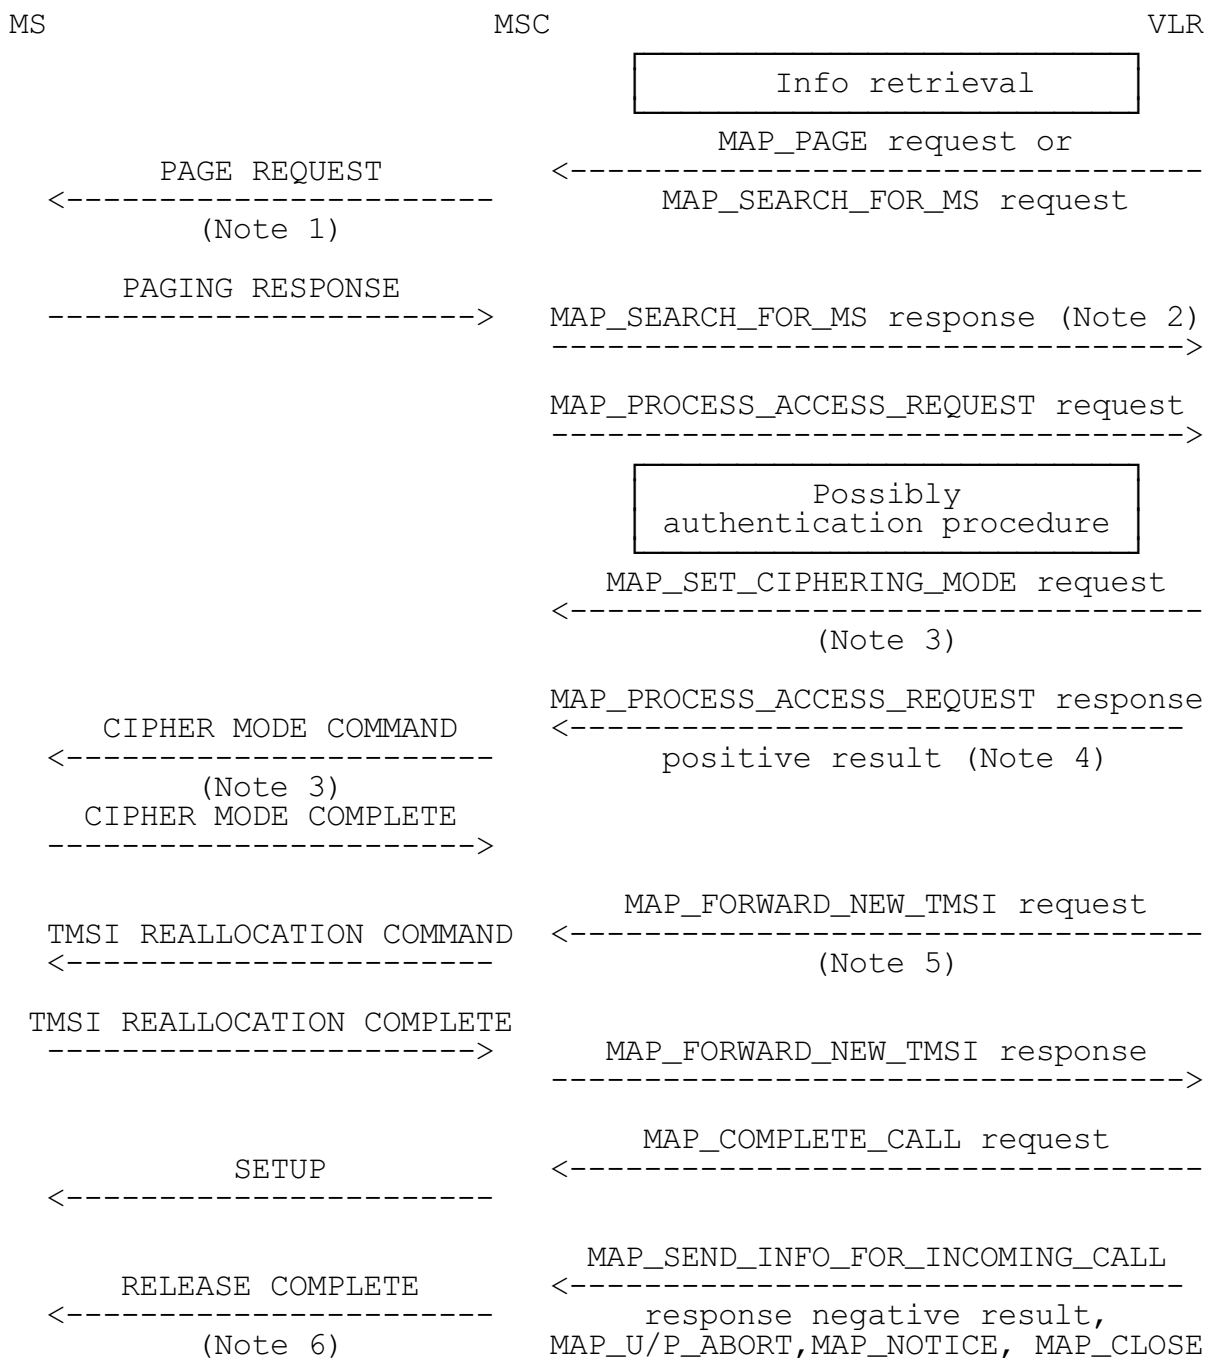 MS MSC VLR
Info retrieval
MAP_PAGE request or
PAGE REQUEST <----------------------------------
<----------------------- MAP_SEARCH_FOR_MS request
(Note 1)
PAGING RESPONSE
-----------------------> MAP_SEARCH_FOR_MS response (Note 2)
---------------------------------->
MAP_PROCESS_ACCESS_REQUEST request
---------------------------------->
Possibly
authentication procedure
MAP_SET_CIPHERING_MODE request
<----------------------------------
(Note 3)
MAP_PROCESS_ACCESS_REQUEST response
CIPHER MODE COMMAND <---------------------------------
<----------------------- positive result (Note 4)
(Note 3)
CIPHER MODE COMPLETE
----------------------->
MAP_FORWARD_NEW_TMSI request
TMSI REALLOCATION COMMAND <----------------------------------
<----------------------- (Note 5)
TMSI REALLOCATION COMPLETE
-----------------------> MAP_FORWARD_NEW_TMSI response
---------------------------------->
MAP_COMPLETE_CALL request
SETUP <----------------------------------
<-----------------------
MAP_SEND_INFO_FOR_INCOMING_CALL
RELEASE COMPLETE <---------------------------------
<----------------------- response negative result,
(Note 6) MAP_U/P_ABORT,MAP_NOTICE, MAP_CLOSE